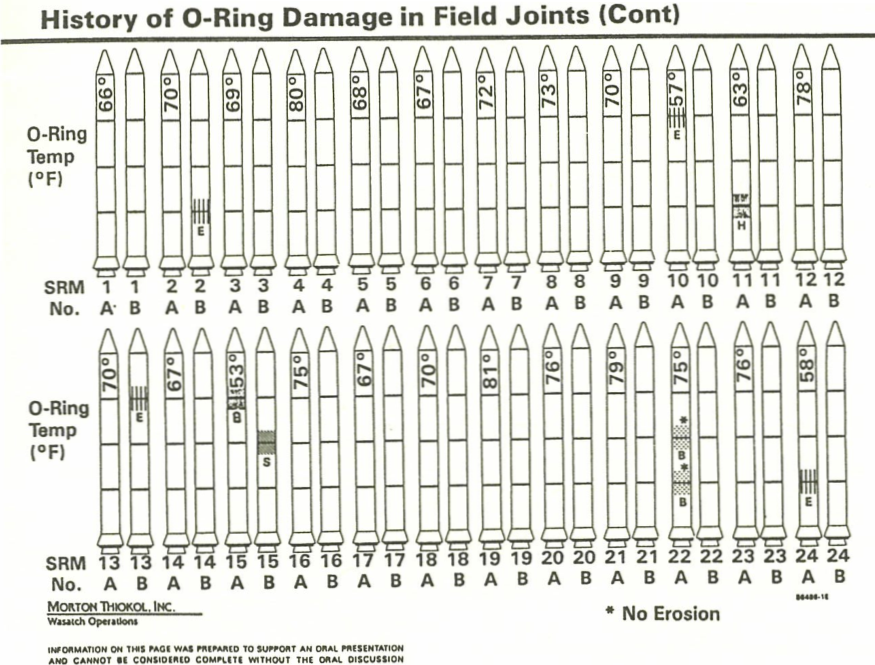 History of O-Ring Damage in Field Joints (Cont)
O-Ring
Temp
(°F)
66° 70° 69° 80° 68° 67° 72° 73° 70° 57° 63° 78°
E
E
H
SRM 1 1 2 2 3 3 4 4 5 5 6 6 7 7 8 8 9 9 10 10 11 11 12 12
No. A B A B A B A B A B A B A B A B A B A B A B A B
O-Ring
Temp
(°F)
70° 67° 53° 75° 67° 70° 81° 76° 79° 75° 76° 58°
E
B
S
*
B
*
B
E
SRM 13 13 14 14 15 15 16 16 17 17 18 18 19 19 20 20 21 21 22 22 23 23 24 24
No. A B A B A B A B A B A B A B A B A B A B A B A B
MORTON THIOKOL, INC.
Wasatch Operations
* No Erosion
INFORMATION ON THIS PAGE WAS PREPARED TO SUPPORT AN ORAL PRESENTATION
AND CANNOT BE CONSIDERED COMPLETE WITHOUT THE ORAL DISCUSSION